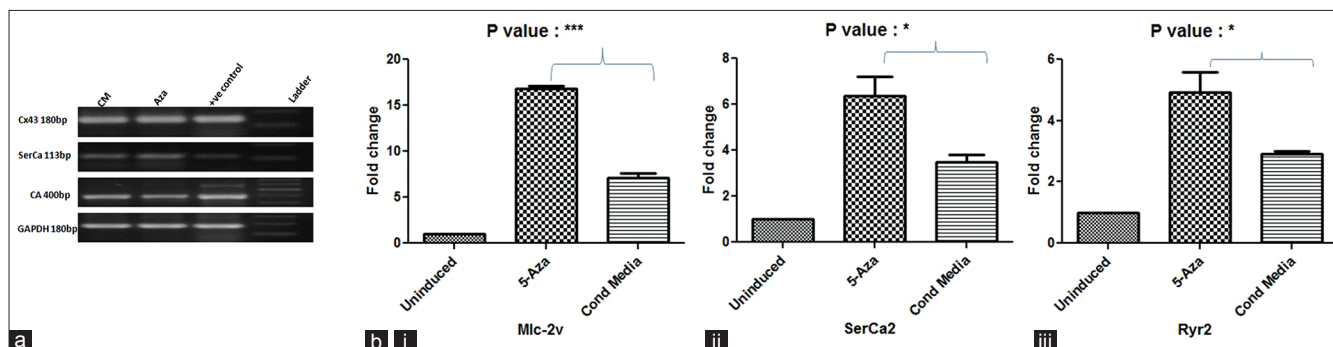 CM Aza +ve control Ladder
Cx43 180bp
SerCa 113bp
CA 400bp
GAPDH 180bp
a
P value : ***
Fold change
20
15
10
5
0
Uninduced 5-Aza Cond Media
Mlc-2v
b i
P value : *
Fold change
8
6
4
2
0
Uninduced 5-Aza Cond Media
SerCa2
ii
P value : *
Fold change
6
4
2
0
Uninduced 5-Aza Cond Media
Ryr2
iii